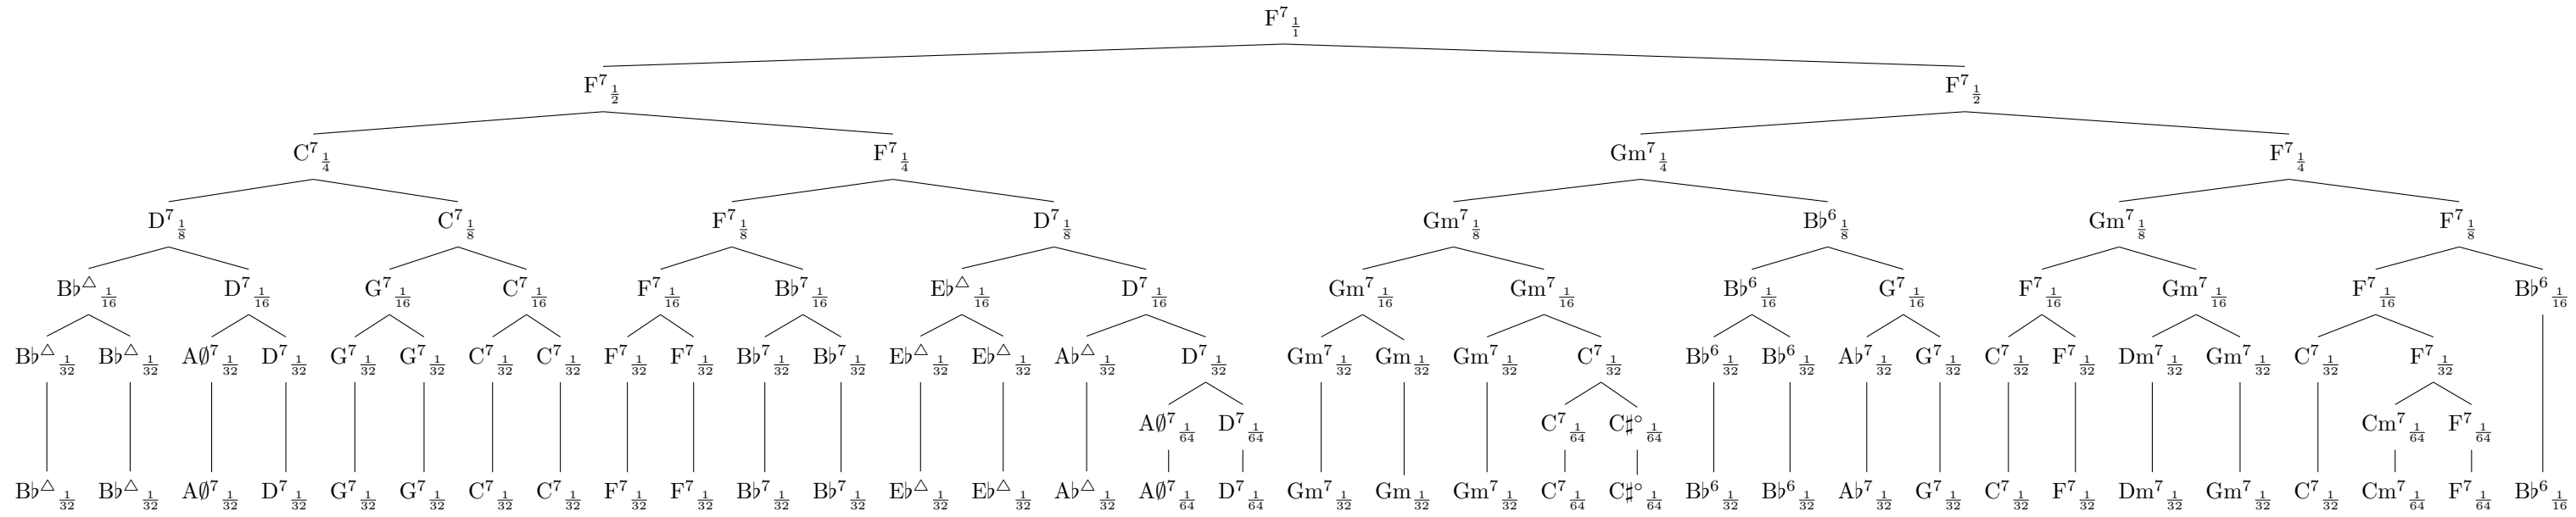 F⁷ 1/1
F⁷ 1/2 F⁷ 1/2
C⁷ 1/4 F⁷ 1/4 Gm⁷ 1/4 F⁷ 1/4
D⁷ 1/8 C⁷ 1/8 F⁷ 1/8 D⁷ 1/8 Gm⁷ 1/8 B♭⁶ 1/8 Gm⁷ 1/8 F⁷ 1/8
B♭△ 1/16 D⁷ 1/16 G⁷ 1/16 C⁷ 1/16 F⁷ 1/16 B♭⁷ 1/16 E♭△ 1/16 D⁷ 1/16 Gm⁷ 1/16 Gm⁷ 1/16 B♭⁶ 1/16 G⁷ 1/16 F⁷ 1/16 Gm⁷ 1/16 F⁷ 1/16 B♭⁶ 1/16
B♭△ 1/32 B♭△ 1/32 A∅⁷ 1/32 D⁷ 1/32 G⁷ 1/32 G⁷ 1/32 C⁷ 1/32 C⁷ 1/32 F⁷ 1/32 F⁷ 1/32 B♭⁷ 1/32 B♭⁷ 1/32 E♭△ 1/32 E♭△ 1/32 A♭△ 1/32 D⁷ 1/32 Gm⁷ 1/32 Gm 1/32 Gm⁷ 1/32 C⁷ 1/32 B♭⁶ 1/32 B♭⁶ 1/32 A♭⁷ 1/32 G⁷ 1/32 C⁷ 1/32 F⁷ 1/32 Dm⁷ 1/32 Gm⁷ 1/32 C⁷ 1/32 F⁷ 1/32
A∅⁷ 1/64 D⁷ 1/64 C⁷ 1/64 C♯° 1/64 Cm⁷ 1/64 F⁷ 1/64
B♭△ 1/32 B♭△ 1/32 A∅⁷ 1/32 D⁷ 1/32 G⁷ 1/32 G⁷ 1/32 C⁷ 1/32 C⁷ 1/32 F⁷ 1/32 F⁷ 1/32 B♭⁷ 1/32 B♭⁷ 1/32 E♭△ 1/32 E♭△ 1/32 A♭△ 1/32 A∅⁷ 1/64 D⁷ 1/64 Gm⁷ 1/32 Gm 1/32 Gm⁷ 1/32 C⁷ 1/64 C♯° 1/64 B♭⁶ 1/32 B♭⁶ 1/32 A♭⁷ 1/32 G⁷ 1/32 C⁷ 1/32 F⁷ 1/32 Dm⁷ 1/32 Gm⁷ 1/32 C⁷ 1/32 Cm⁷ 1/64 F⁷ 1/64 B♭⁶ 1/16